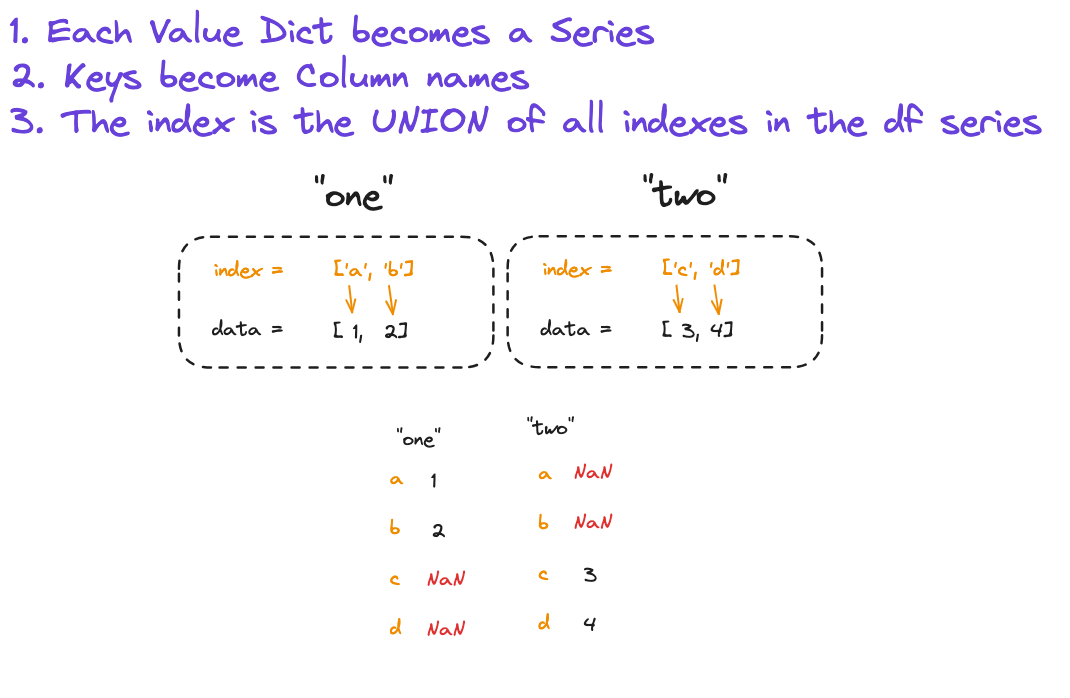 1. Each Value Dict becomes a Series
2. Keys become Column names
3. The index is the UNION of all indexes in the df series
"one" "two"
index = ['a', 'b'] index = ['c', 'd']
data = [ 1, 2] data = [ 3, 4]
"one" "two"
a 1 a NaN
b 2 b NaN
c NaN c 3
d NaN d 4